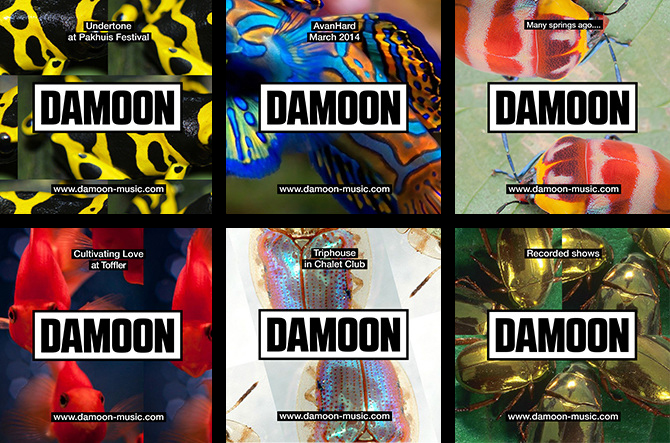 Undertone
at Pakhuis Festival
DAMOON
www.damoon-music.com
AvanHard
March 2014
DAMOON
www.damoon-music.com
Many springs ago....
DAMOON
www.damoon-music.com
Cultivating Love
at Toffler
DAMOON
www.damoon-music.com
Triphouse
in Chalet Club
DAMOON
www.damoon-music.com
Recorded shows
DAMOON
www.damoon-music.com